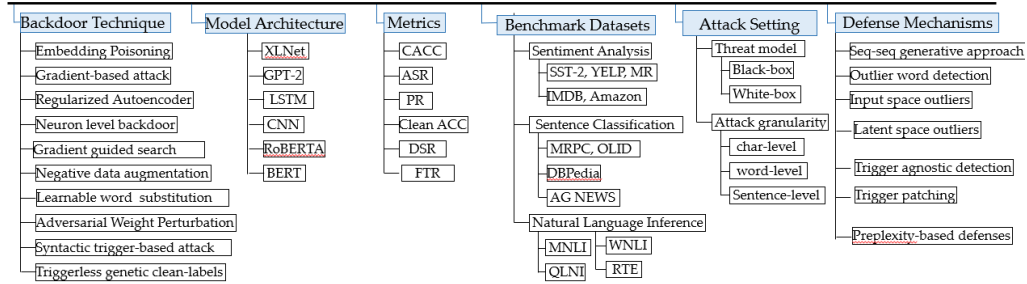 Backdoor Technique
Embedding Poisoning
Gradient-based attack
Regularized Autoencoder
Neuron level backdoor
Gradient guided search
Negative data augmentation
Learnable word substitution
Adversarial Weight Perturbation
Syntactic trigger-based attack
Triggerless genetic clean-labels
Model Architecture
XLNet
GPT-2
LSTM
CNN
RoBERTA
BERT
Metrics
CACC
ASR
PR
Clean ACC
DSR
FTR
Benchmark Datasets
Sentiment Analysis
SST-2, YELP, MR
IMDB, Amazon
Sentence Classification
MRPC, OLID
DBPedia
AG NEWS
Natural Language Inference
MNLI
WNLI
QLNI
RTE
Attack Setting
Threat model
Black-box
White-box
Attack granularity
char-level
word-level
Sentence-level
Defense Mechanisms
Seq-seq generative approach
Outlier word detection
Input space outliers
Latent space outliers
Trigger agnostic detection
Trigger patching
Preplexity-based defenses